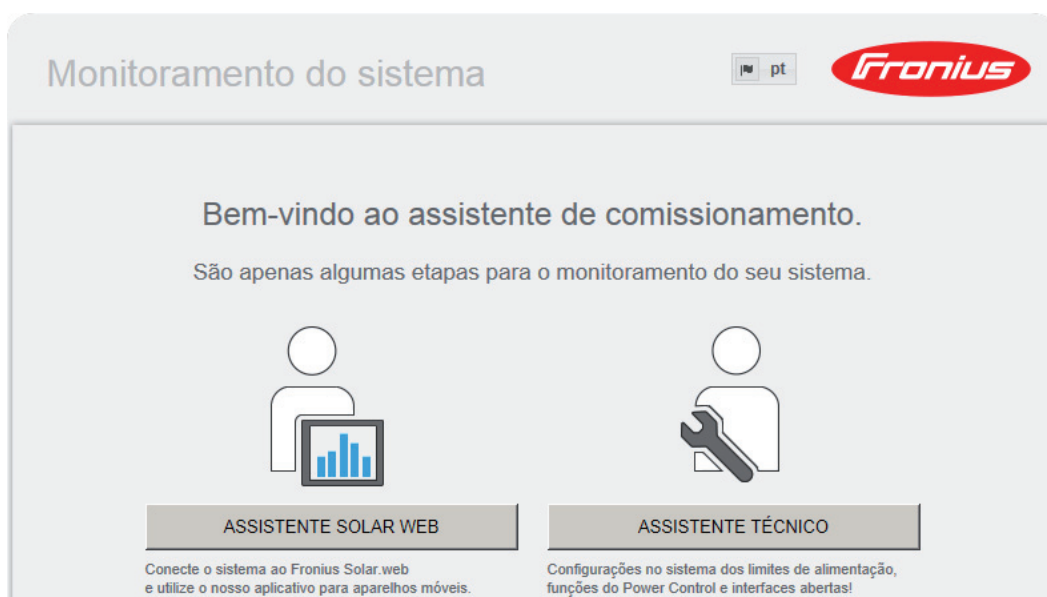 Monitoramento do sistema
pt
Fronius
Bem-vindo ao assistente de comissionamento.
São apenas algumas etapas para o monitoramento do seu sistema.
ASSISTENTE SOLAR WEB
Conecte o sistema ao Fronius Solar.web
e utilize o nosso aplicativo para aparelhos móveis.
ASSISTENTE TÉCNICO
Configurações no sistema dos limites de alimentação,
funções do Power Control e interfaces abertas!